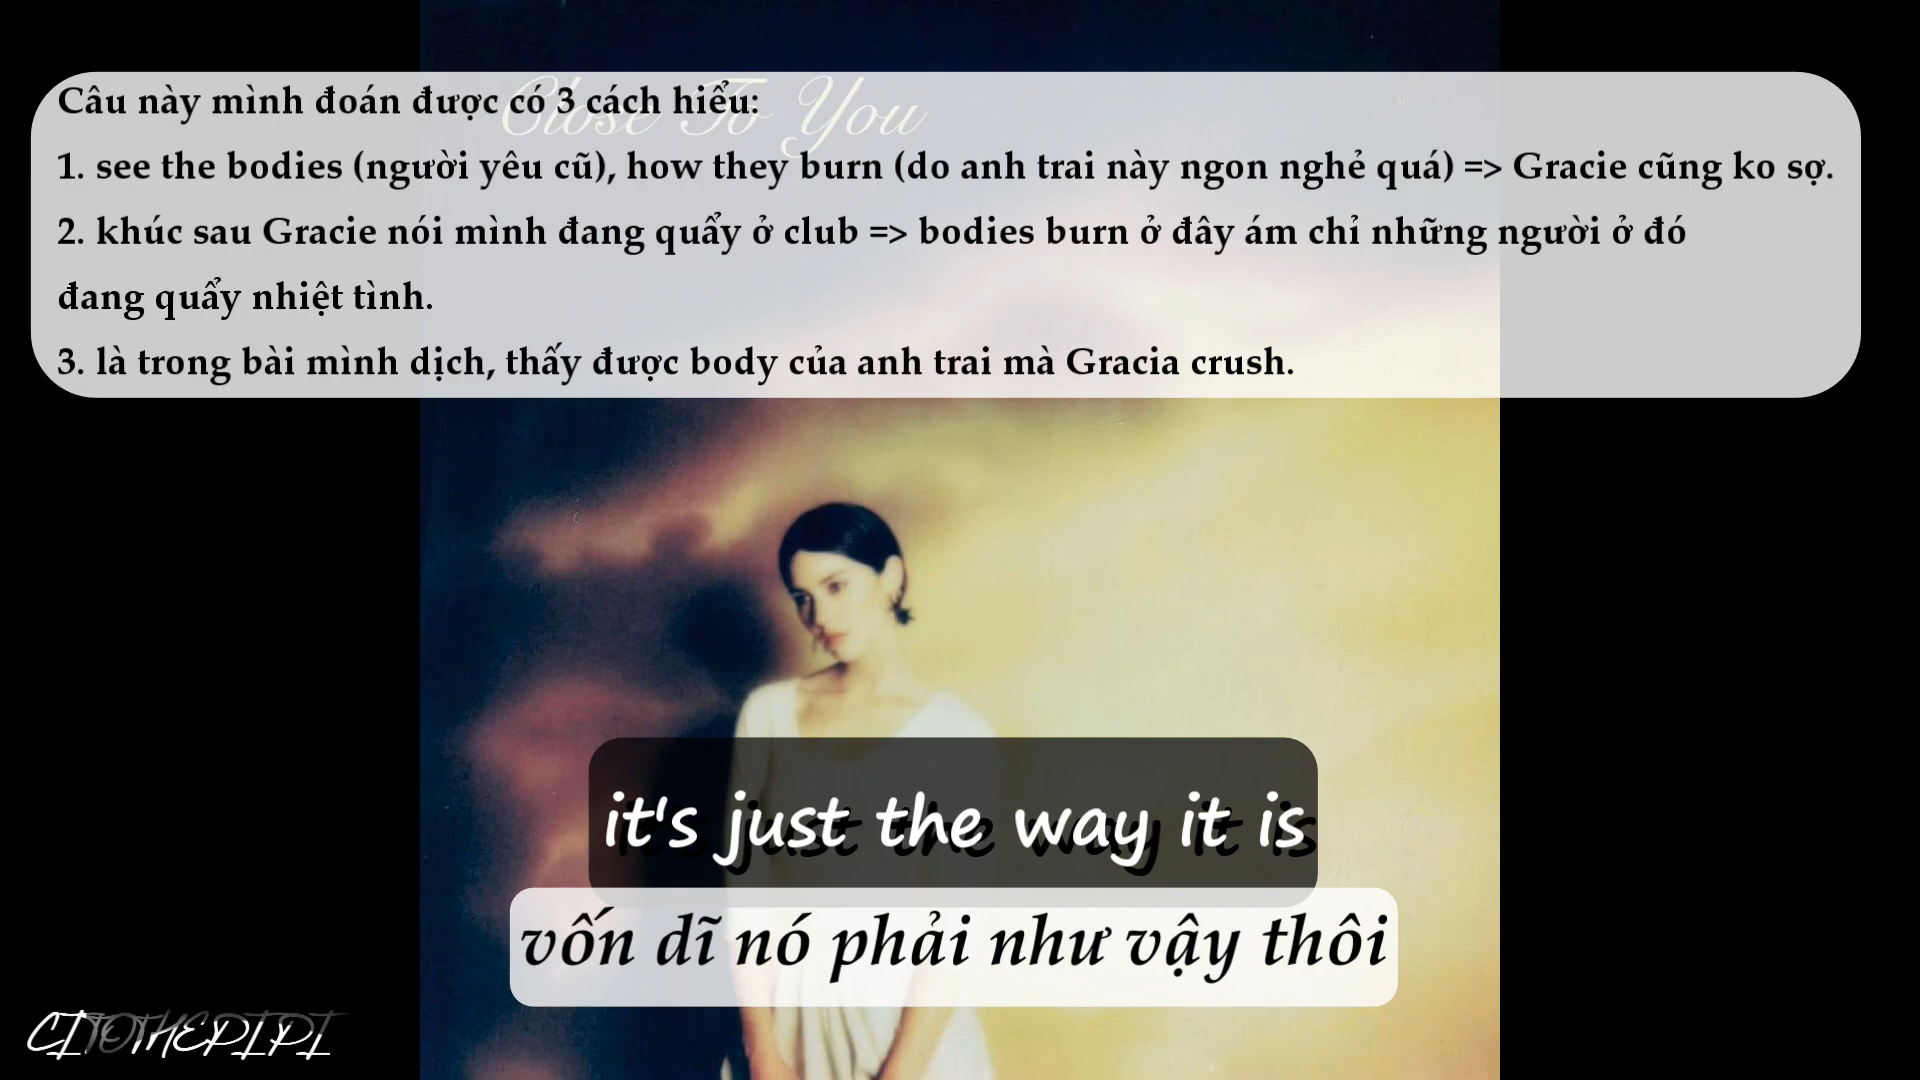 Close To You
Câu này mình đoán được có 3 cách hiểu:
1. see the bodies (người yêu cũ), how they burn (do anh trai này ngon nghẻ quá) => Gracie cũng ko sợ.
2. khúc sau Gracie nói mình đang quẩy ở club => bodies burn ở đây ám chỉ những người ở đó
đang quẩy nhiệt tình.
3. là trong bài mình dịch, thấy được body của anh trai mà Gracia crush.
it's just the way it is
vốn dĩ nó phải như vậy thôi
CITOTHEPIPI